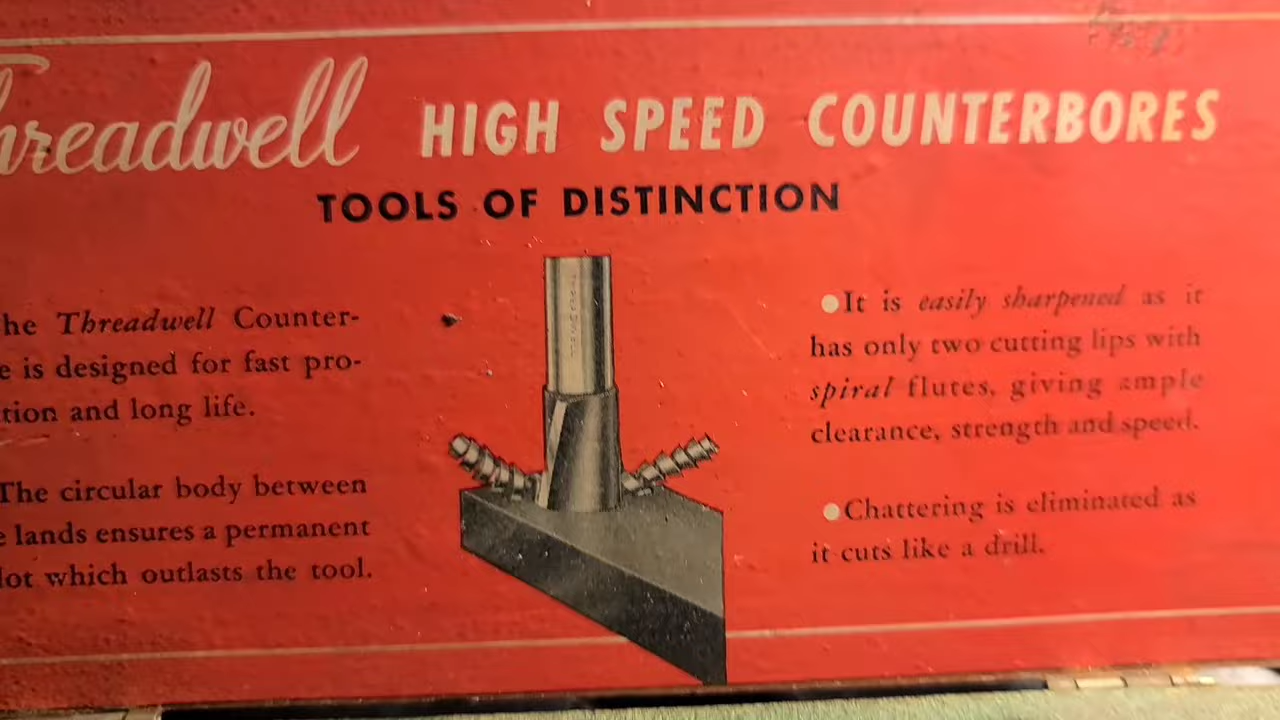 Threadwell HIGH SPEED COUNTERBORES
TOOLS OF DISTINCTION
he Threadwell Counter-
e is designed for fast pro-
tion and long life.
The circular body between
e lands ensures a permanent
lot which outlasts the tool.
It is easily sharpened as it
has only two cutting lips with
spiral flutes, giving ample
clearance, strength and speed.
Chattering is eliminated as
it cuts like a drill.